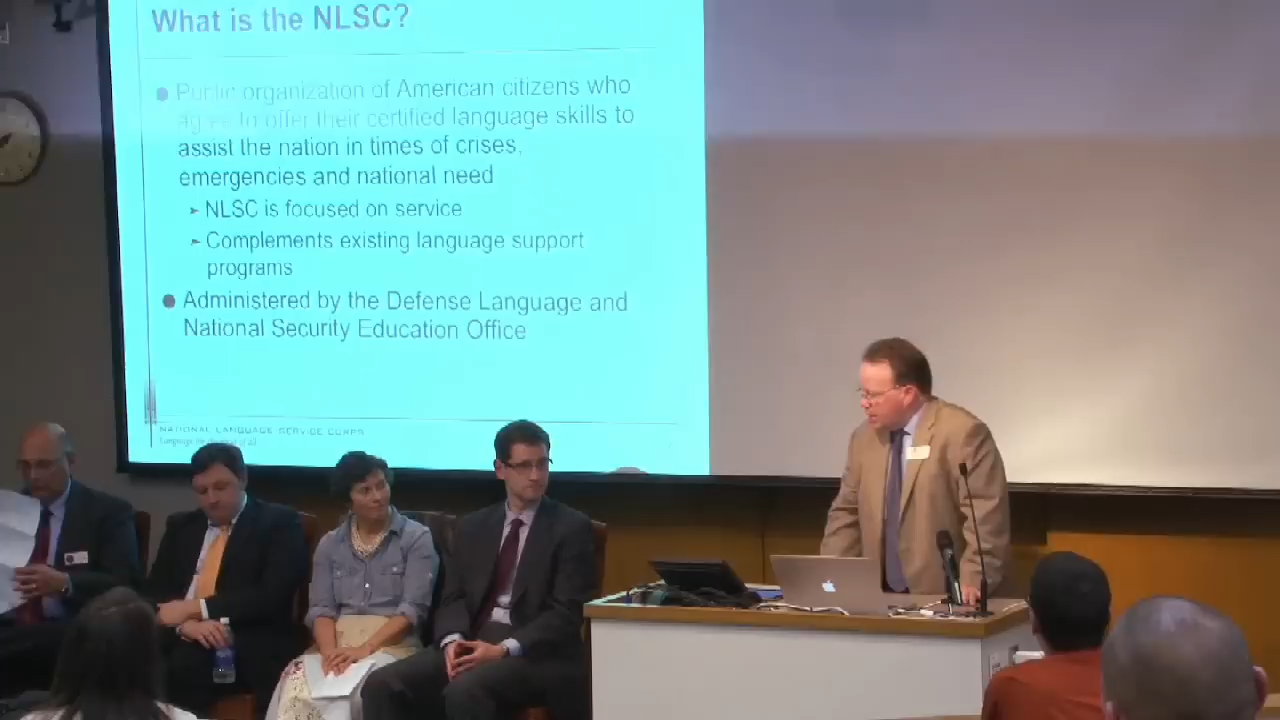 What is the NLSC?
Public organization of American citizens who
agree to offer their certified language skills to
assist the nation in times of crises,
emergencies and national need
NLSC is focused on service
Complements existing language support
programs
Administered by the Defense Language and
National Security Education Office
NATIONAL LANGUAGE SERVICE CORPS